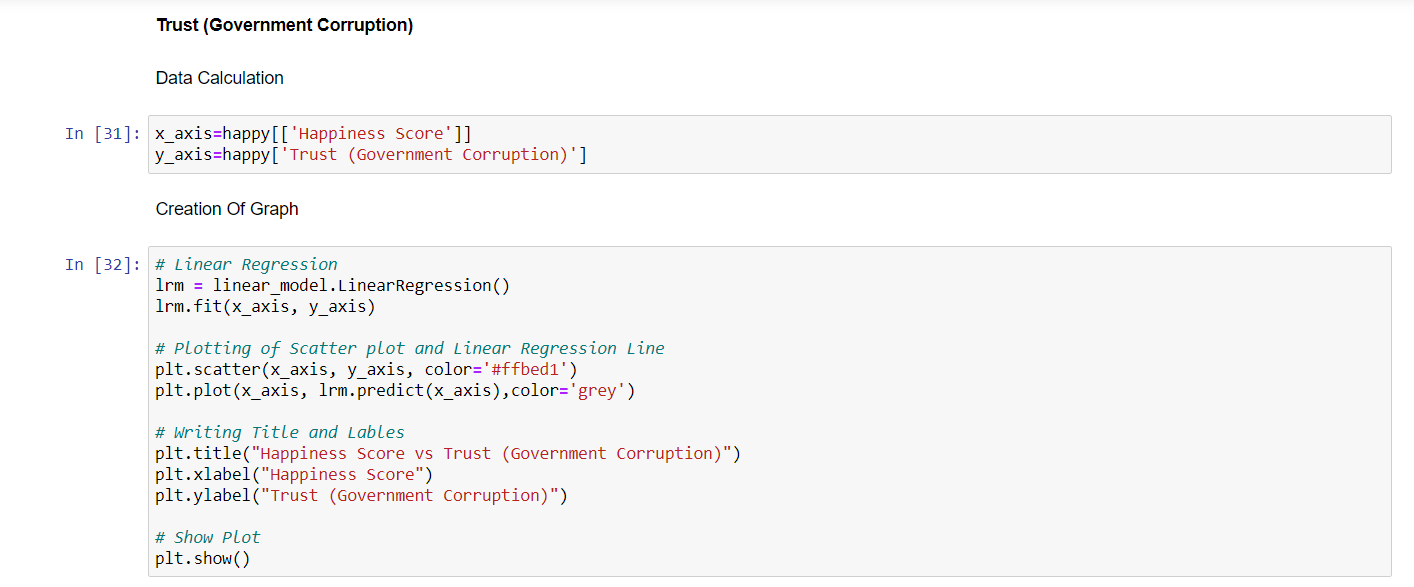 Trust (Government Corruption)
Data Calculation
In [31]: x_axis=happy[['Happiness Score']]
y_axis=happy['Trust (Government Corruption)']
Creation Of Graph
In [32]: # Linear Regression
lrm = linear_model.LinearRegression()
lrm.fit(x_axis, y_axis)
# Plotting of Scatter plot and Linear Regression Line
plt.scatter(x_axis, y_axis, color='#ffbed1')
plt.plot(x_axis, lrm.predict(x_axis),color='grey')
# Writing Title and Lables
plt.title("Happiness Score vs Trust (Government Corruption)")
plt.xlabel("Happiness Score")
plt.ylabel("Trust (Government Corruption)")
# Show Plot
plt.show()